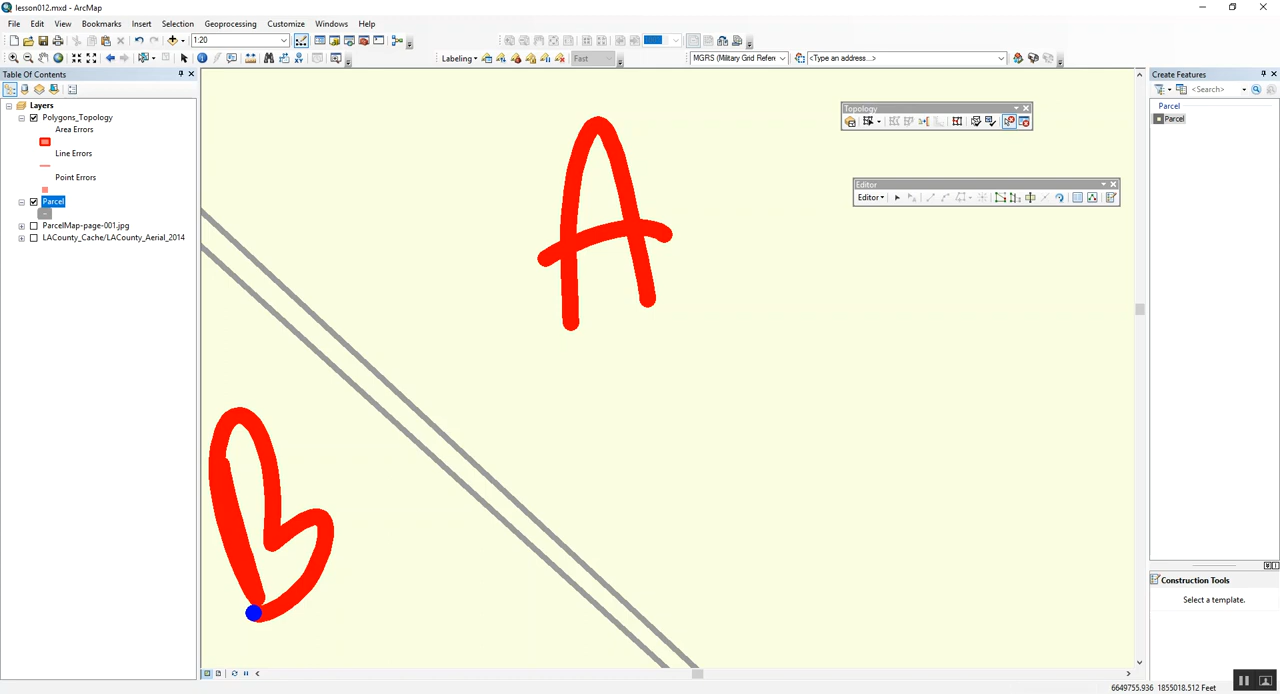 lesson012.mxd - ArcMap
File Edit View Bookmarks Insert Selection Geoprocessing Customize Windows Help
1:20
Labeling Fast MGRS (Military Grid Referen <Type an address...>
Table Of Contents
Layers
Polygons_Topology
Area Errors
Line Errors
Point Errors
Parcel
ParcelMap-page-001.jpg
LACounty_Cache/LACounty_Aerial_2014
A
B
Topology
Editor
Editor
Create Features
<Search>
Parcel
Parcel
Construction Tools
Select a template.
6649755.936 1855018.512 Feet